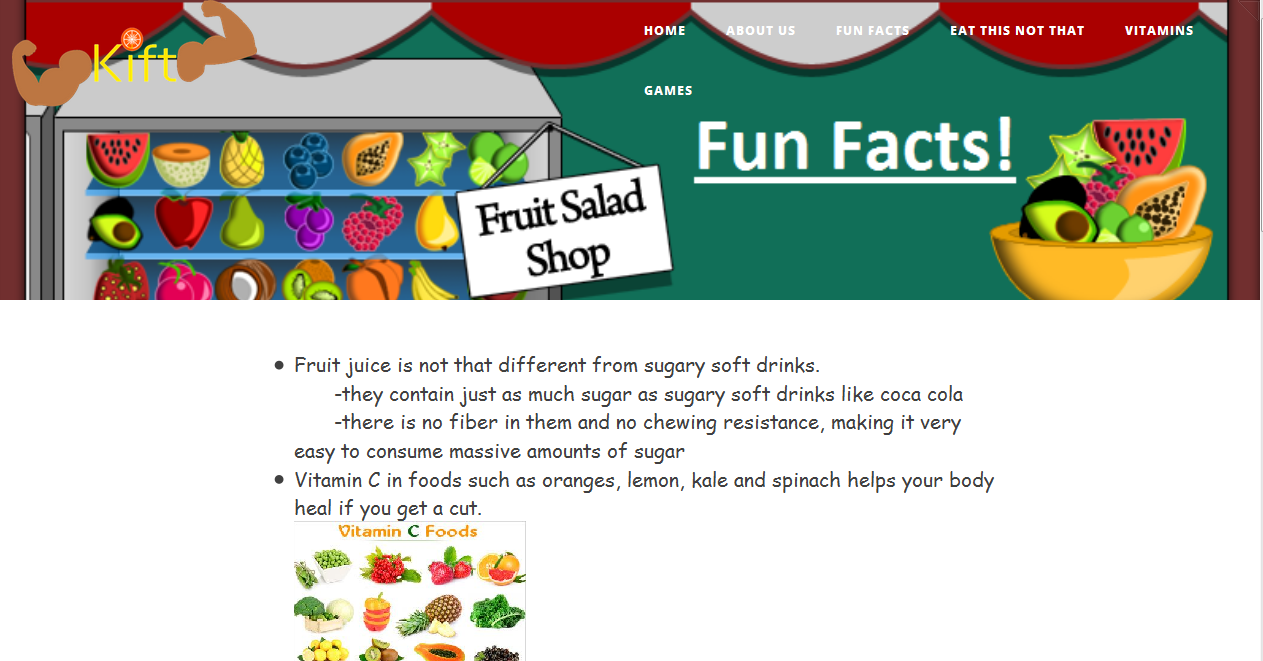 Kift
HOME ABOUT US FUN FACTS EAT THIS NOT THAT VITAMINS
GAMES
Fun Facts!
Fruit Salad
Shop
• Fruit juice is not that different from sugary soft drinks.
-they contain just as much sugar as sugary soft drinks like coca cola
-there is no fiber in them and no chewing resistance, making it very
easy to consume massive amounts of sugar
• Vitamin C in foods such as oranges, lemon, kale and spinach helps your body
heal if you get a cut.
Vitamin C Foods